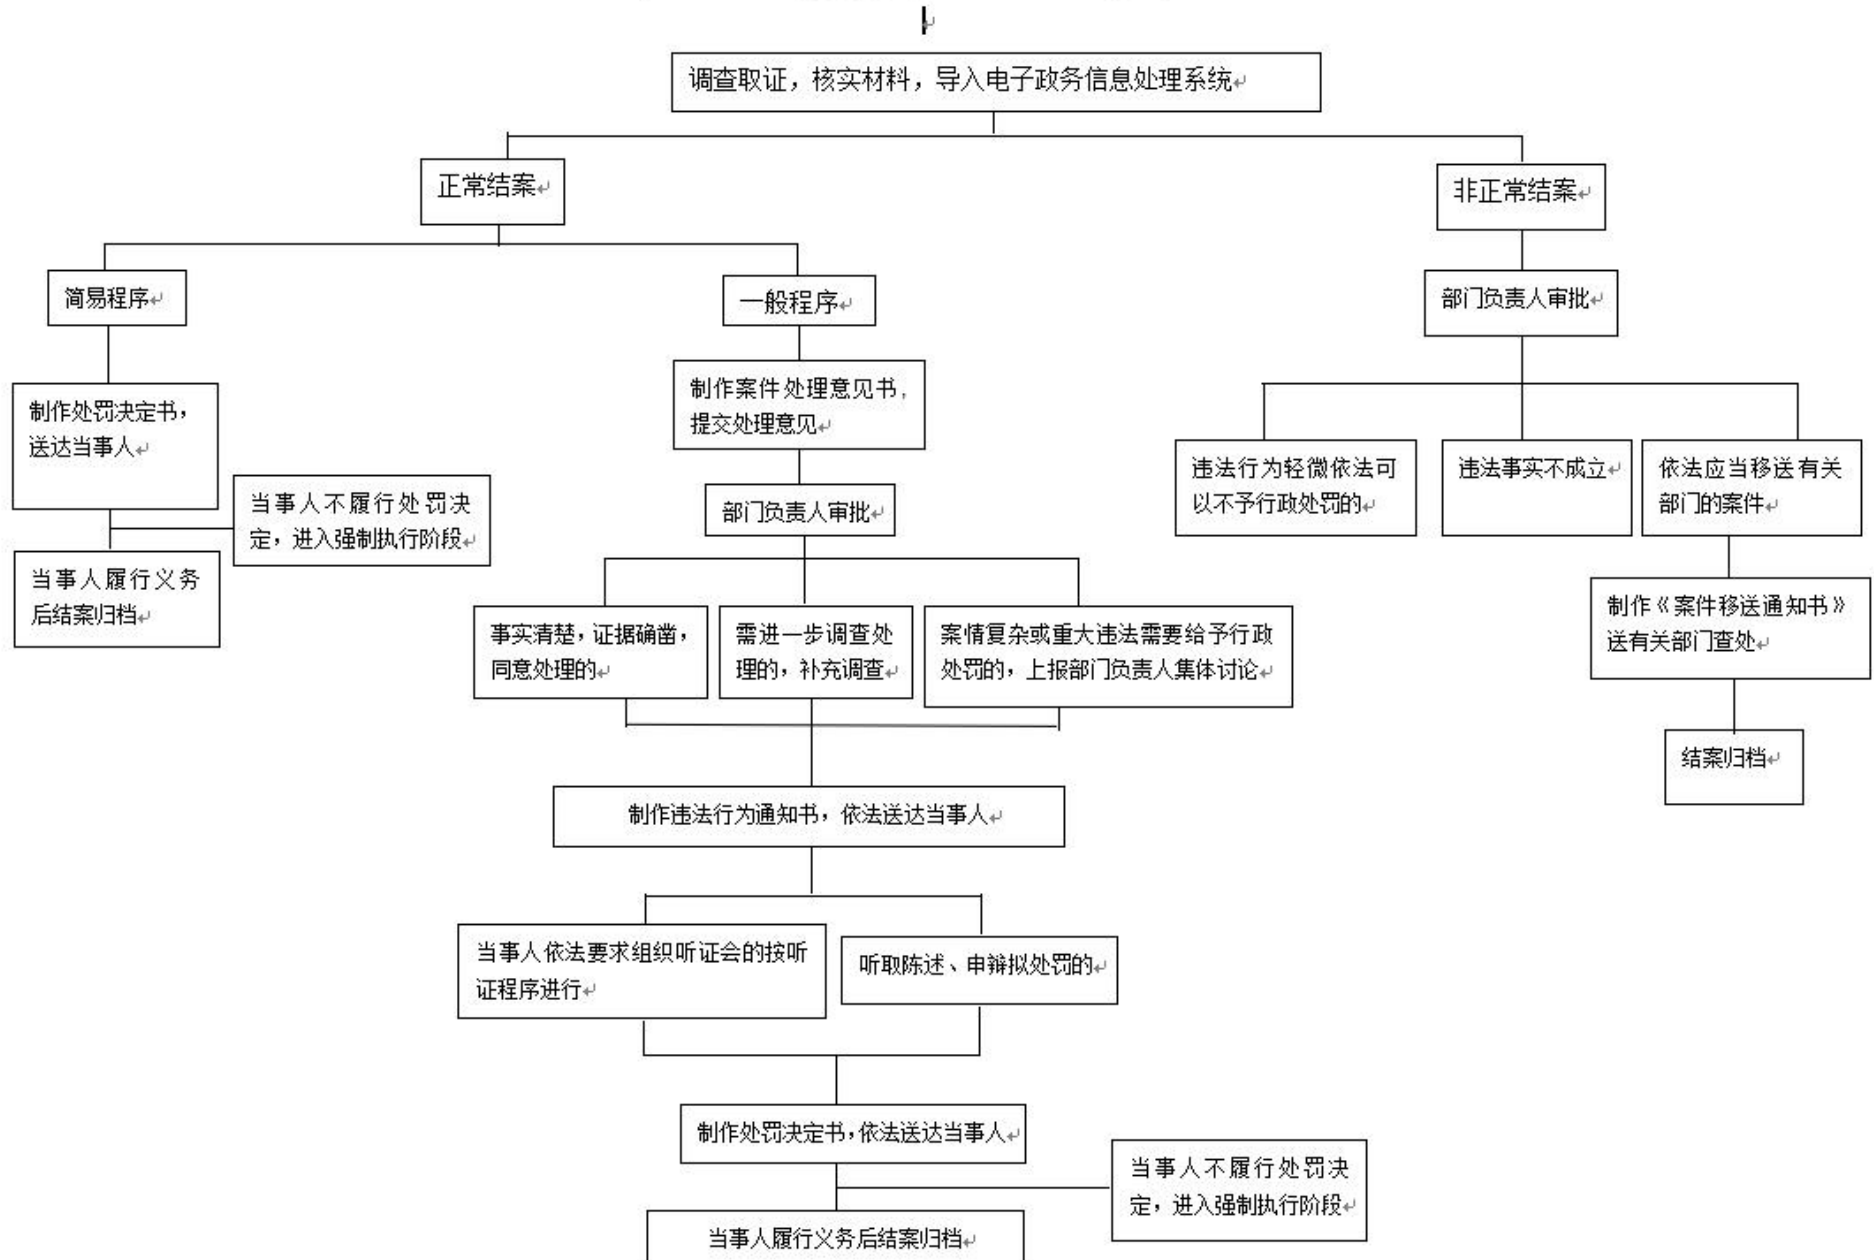 调查取证，核实材料，导入电子政务信息处理系统
正常结案
非正常结案
简易程序
一般程序
部门负责人审批
制作处罚决定书，
送达当事人
制作案件处理意见书，
提交处理意见
违法行为轻微依法可
以不予行政处罚的
违法事实不成立
依法应当移送有关
部门的案件
当事人不履行处罚决
定，进入强制执行阶段
部门负责人审批
当事人履行义务
后结案归档
事实清楚，证据确凿，
同意处理的
需进一步调查处
理的，补充调查
案情复杂或重大违法需要给予行政
处罚的，上报部门负责人集体讨论
制作《案件移送通知书》
送有关部门查处
结案归档
制作违法行为通知书，依法送达当事人
当事人依法要求组织听证会的按听
证程序进行
听取陈述、申辩拟处罚的
制作处罚决定书，依法送达当事人
当事人不履行处罚决
定，进入强制执行阶段
当事人履行义务后结案归档